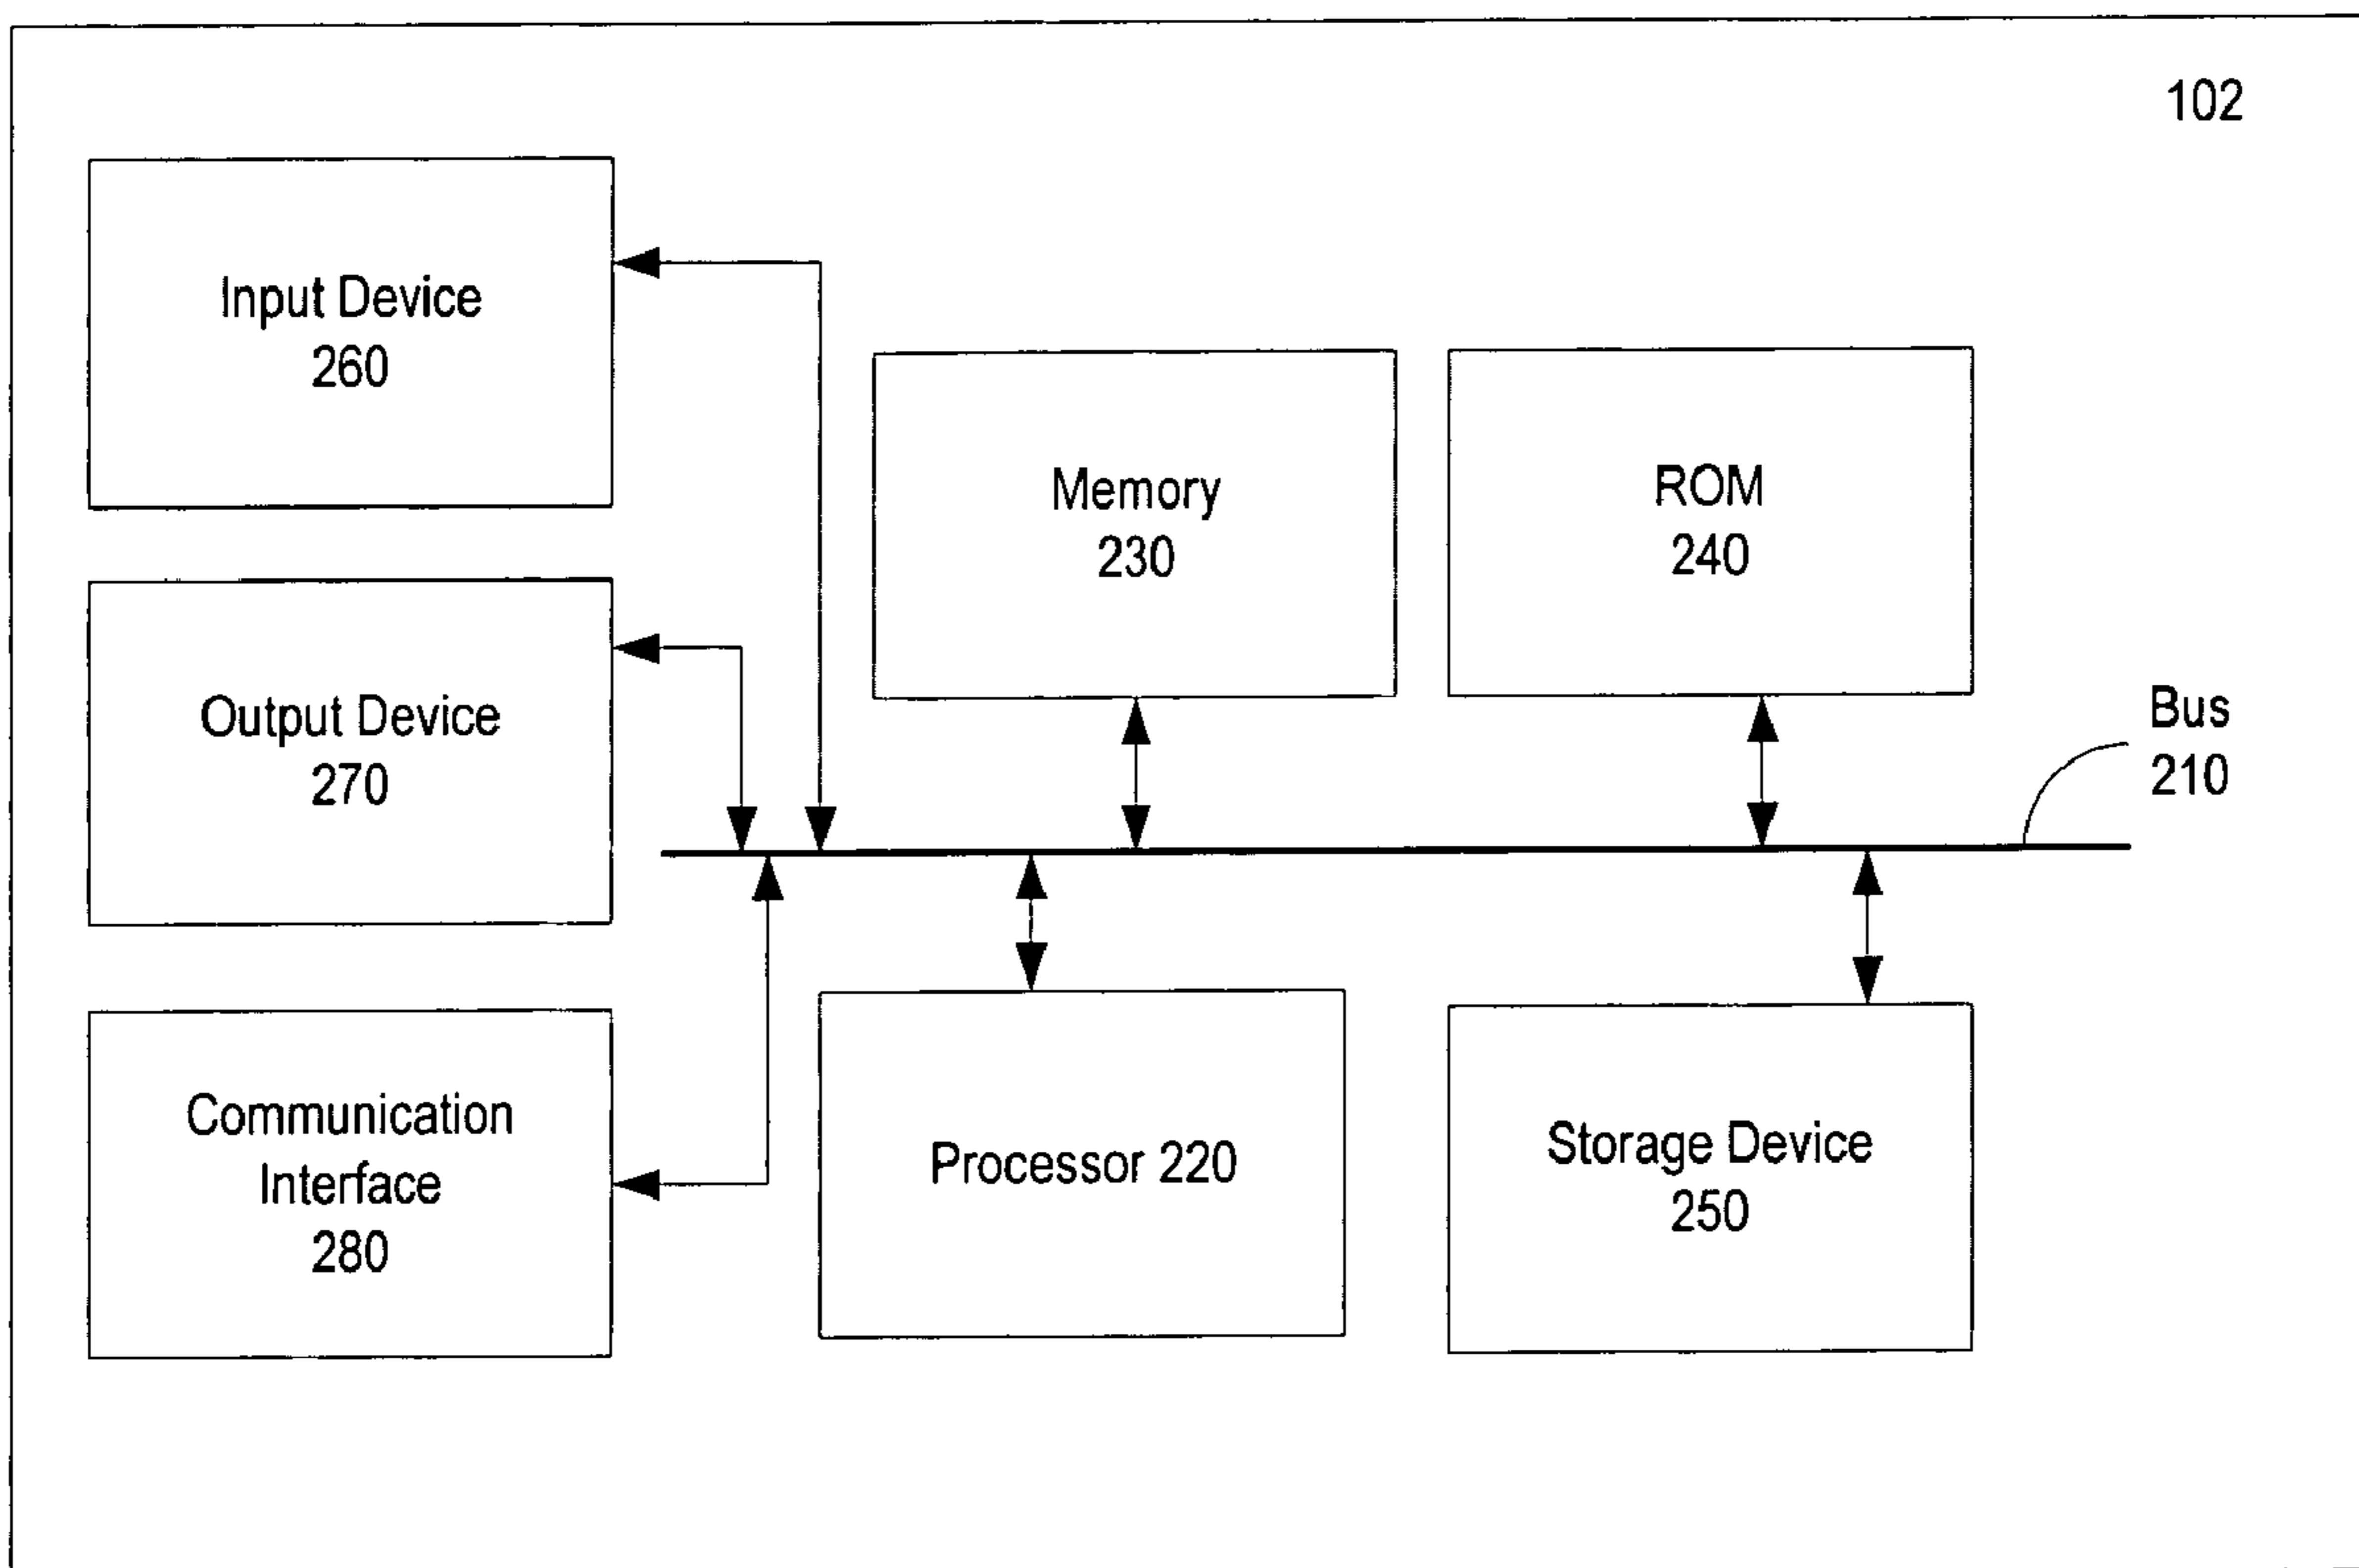 102
Input Device
260
Memory
230
ROM
240
Output Device
270
Bus
210
Communication
Interface
280
Processor 220
Storage Device
250